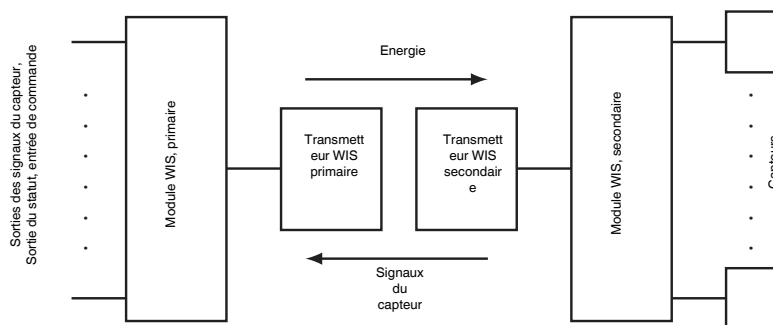 Sorties des signaux du capteur,
Sortie du statut, entrée de commande
Module WIS, primaire
Energie
Transmett
eur WIS
primaire
Transmett
eur WIS
secondair
e
Signaux
du
capteur
Module WIS, secondaire
Capteurs